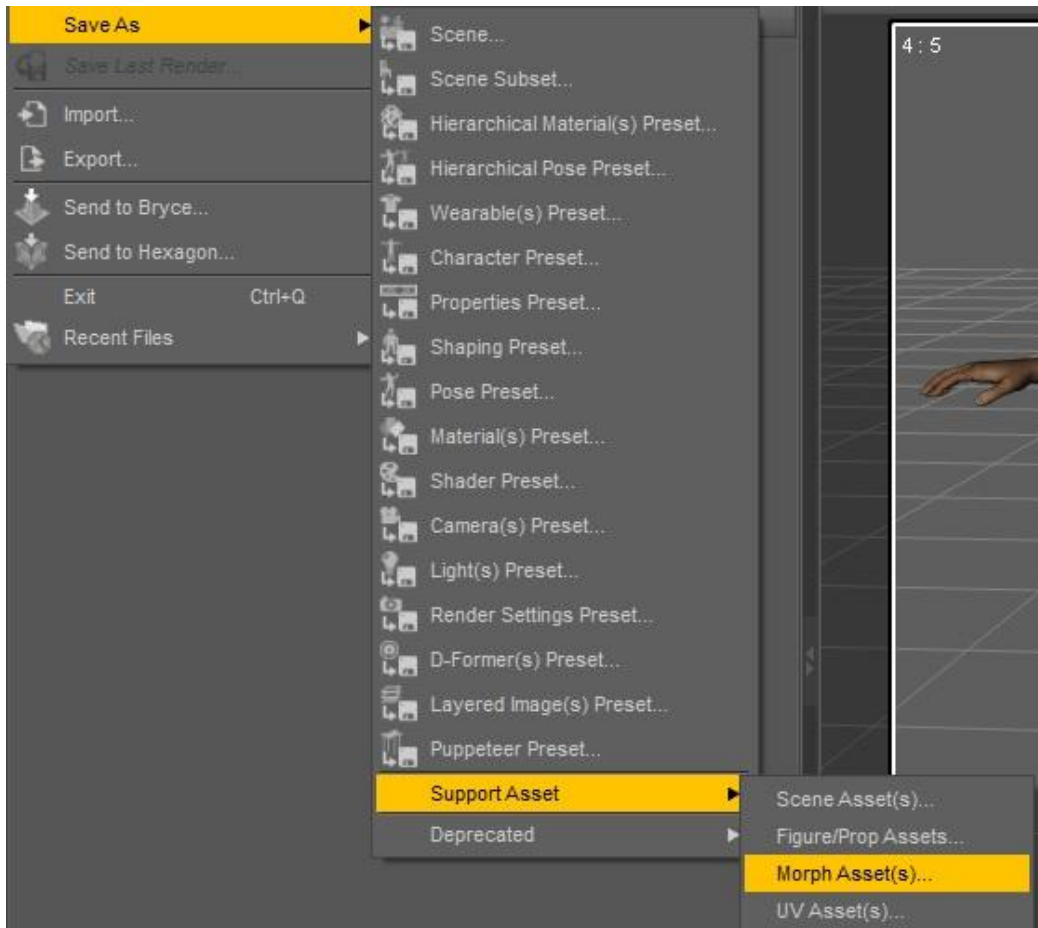 Save As
Save Last Render...
Import...
Export...
Send to Bryce...
Send to Hexagon...
Exit Ctrl+Q
Recent Files
Scene...
Scene Subset...
Hierarchical Material(s) Preset...
Hierarchical Pose Preset...
Wearable(s) Preset...
Character Preset...
Properties Preset...
Shaping Preset...
Pose Preset...
Material(s) Preset...
Shader Preset...
Camera(s) Preset...
Light(s) Preset...
Render Settings Preset...
D-Former(s) Preset...
Layered Image(s) Preset...
Puppeteer Preset...
Support Asset
Deprecated
Scene Asset(s)...
Figure/Prop Assets...
Morph Asset(s)...
UV Asset(s)...
4 : 5